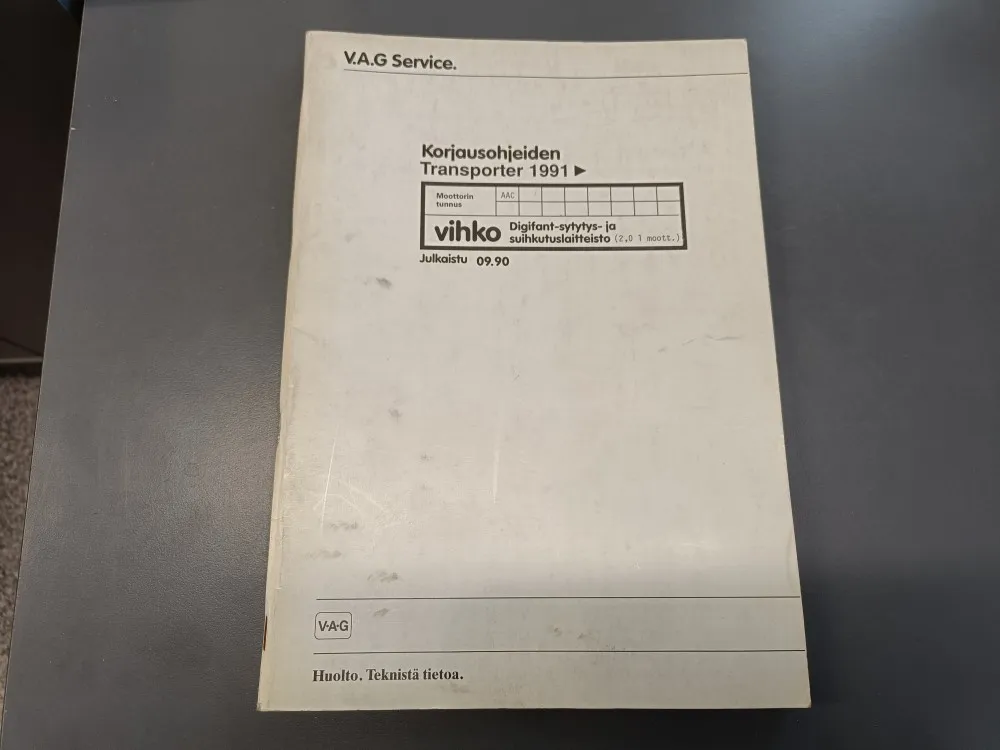 V.A.G Service.
Korjausohjeiden
Transporter 1991 ►
Moottorin
tunnus
AAC
vihko
Digifant-sytytys- ja
suihkutuslaitteisto (2,0 l moott.)
Julkaistu 09.90
V·A·G
Huolto. Teknistä tietoa.